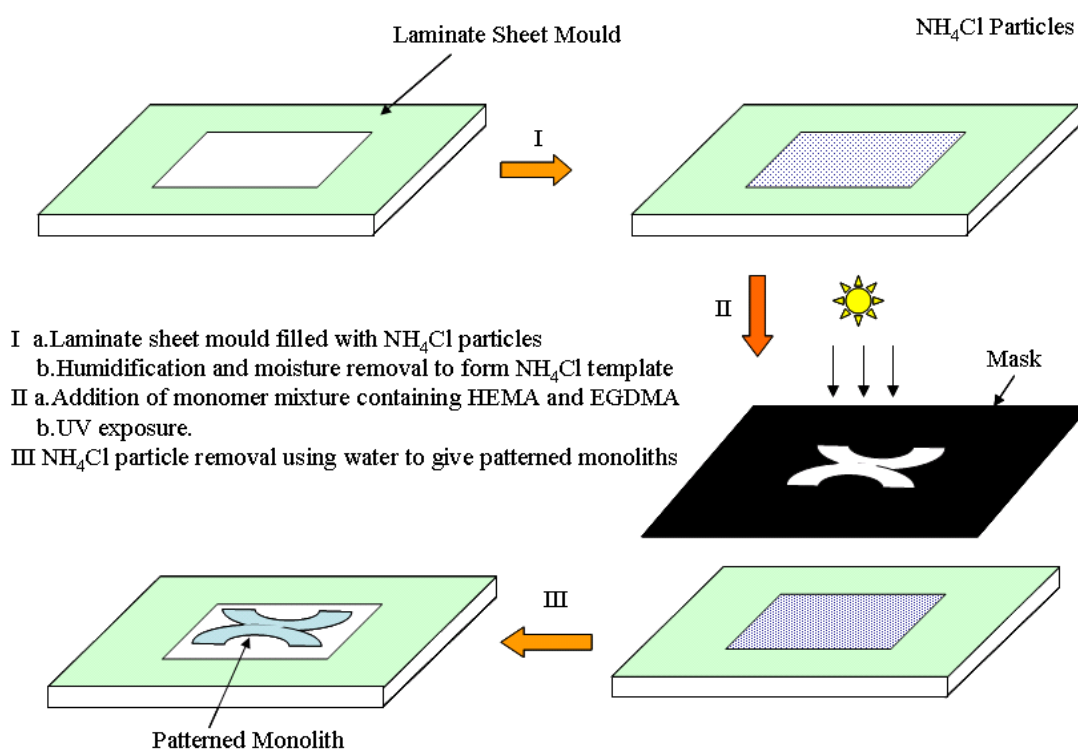 Laminate Sheet Mould
NH₄Cl Particles
I
II
I a.Laminate sheet mould filled with NH₄Cl particles
b.Humidification and moisture removal to form NH₄Cl template
II a.Addition of monomer mixture containing HEMA and EGDMA
b.UV exposure.
III NH₄Cl particle removal using water to give patterned monoliths
Mask
III
Patterned Monolith